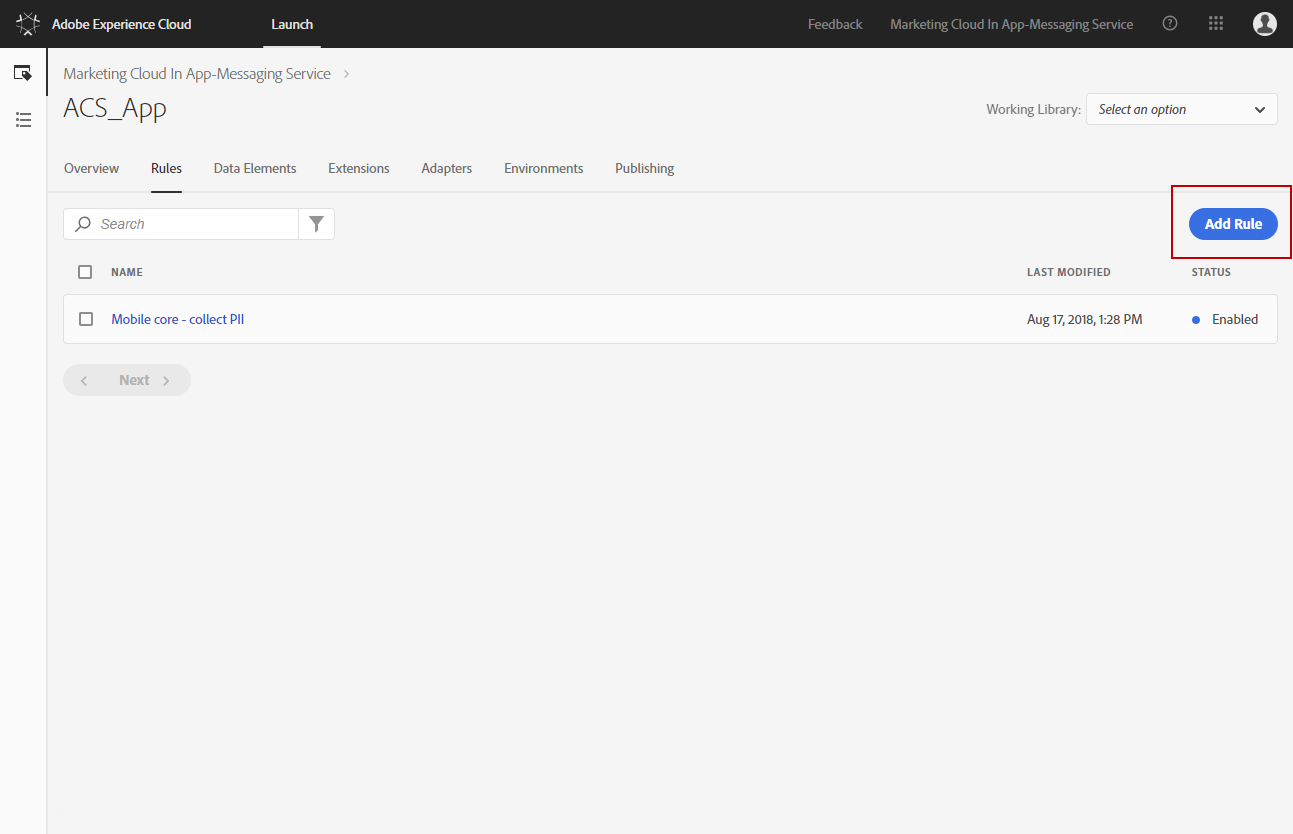 Adobe Experience Cloud Launch Feedback Marketing Cloud In App-Messaging Service
Marketing Cloud In App-Messaging Service
ACS_App
Working Library: Select an option
Overview Rules Data Elements Extensions Adapters Environments Publishing
Search Add Rule
NAME LAST MODIFIED STATUS
Mobile core - collect PII Aug 17, 2018, 1:28 PM Enabled
Next